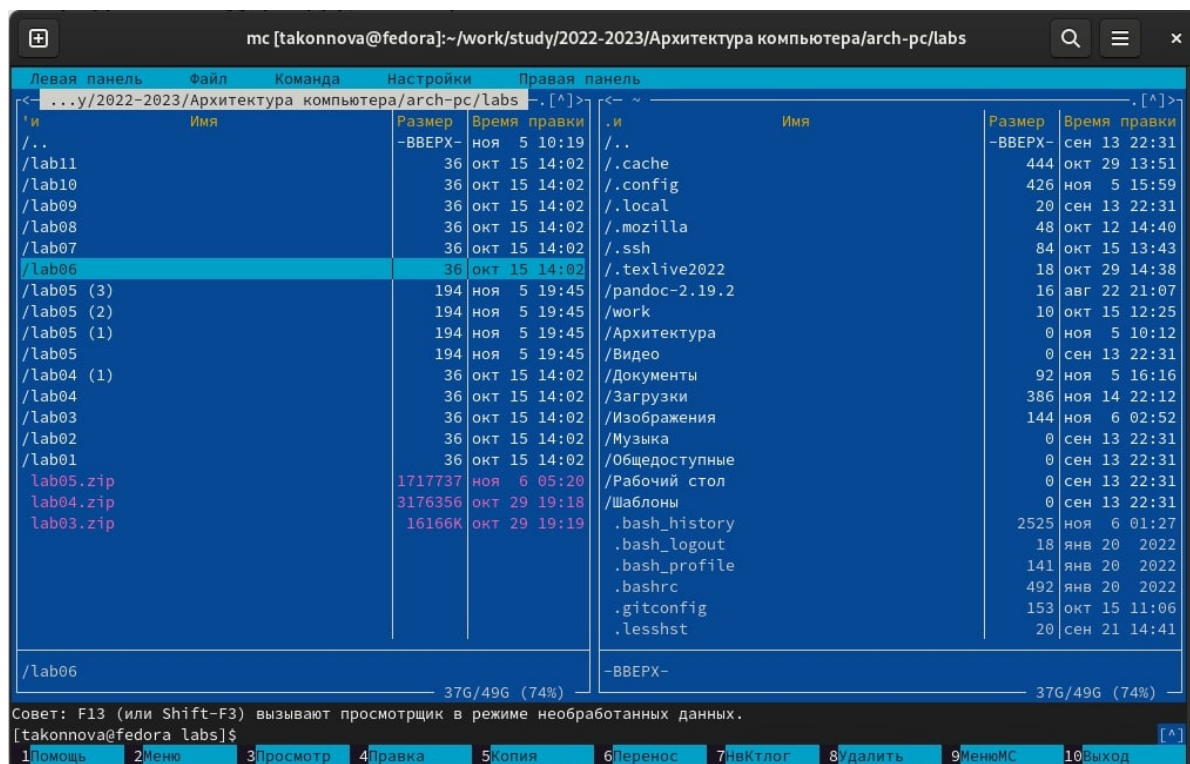 mc [takonnova@fedora]:~/work/study/2022-2023/Архитектура компьютера/arch-pc/labs
Левая панель Файл Команда Настройки Правая панель
<─ ...y/2022-2023/Архитектура компьютера/arch-pc/labs ─.[^]>
'и Имя Размер Время правки
/.. -ВВЕРХ- ноя 5 10:19
/lab11 36 окт 15 14:02
/lab10 36 окт 15 14:02
/lab09 36 окт 15 14:02
/lab08 36 окт 15 14:02
/lab07 36 окт 15 14:02
/lab06 36 окт 15 14:02
/lab05 (3) 194 ноя 5 19:45
/lab05 (2) 194 ноя 5 19:45
/lab05 (1) 194 ноя 5 19:45
/lab05 194 ноя 5 19:45
/lab04 (1) 36 окт 15 14:02
/lab04 36 окт 15 14:02
/lab03 36 окт 15 14:02
/lab02 36 окт 15 14:02
/lab01 36 окт 15 14:02
lab05.zip 1717737 ноя 6 05:20
lab04.zip 3176356 окт 29 19:18
lab03.zip 16166K окт 29 19:19
/lab06
37G/49G (74%)
<─ ~ ─.[^]>
.и Имя Размер Время правки
/.. -ВВЕРХ- сен 13 22:31
/.cache 444 окт 29 13:51
/.config 426 ноя 5 15:59
/.local 20 сен 13 22:31
/.mozilla 48 окт 12 14:40
/.ssh 84 окт 15 13:43
/.texlive2022 18 окт 29 14:38
/pandoc-2.19.2 16 авг 22 21:07
/work 10 окт 15 12:25
/Архитектура 0 ноя 5 10:12
/Видео 0 сен 13 22:31
/Документы 92 ноя 5 16:16
/Загрузки 386 ноя 14 22:12
/Изображения 144 ноя 6 02:52
/Музыка 0 сен 13 22:31
/Общедоступные 0 сен 13 22:31
/Рабочий стол 0 сен 13 22:31
/Шаблоны 0 сен 13 22:31
.bash_history 2525 ноя 6 01:27
.bash_logout 18 янв 20 2022
.bash_profile 141 янв 20 2022
.bashrc 492 янв 20 2022
.gitconfig 153 окт 15 11:06
.lesshst 20 сен 21 14:41
-ВВЕРХ-
37G/49G (74%)
Совет: F13 (или Shift-F3) вызывают просмотрщик в режиме необработанных данных.
[takonnova@fedora labs]$ [^]
1Помощь 2Меню 3Просмотр 4Правка 5Копия 6Перенос 7НвКтлог 8Удалить 9МенюМС 10Выход